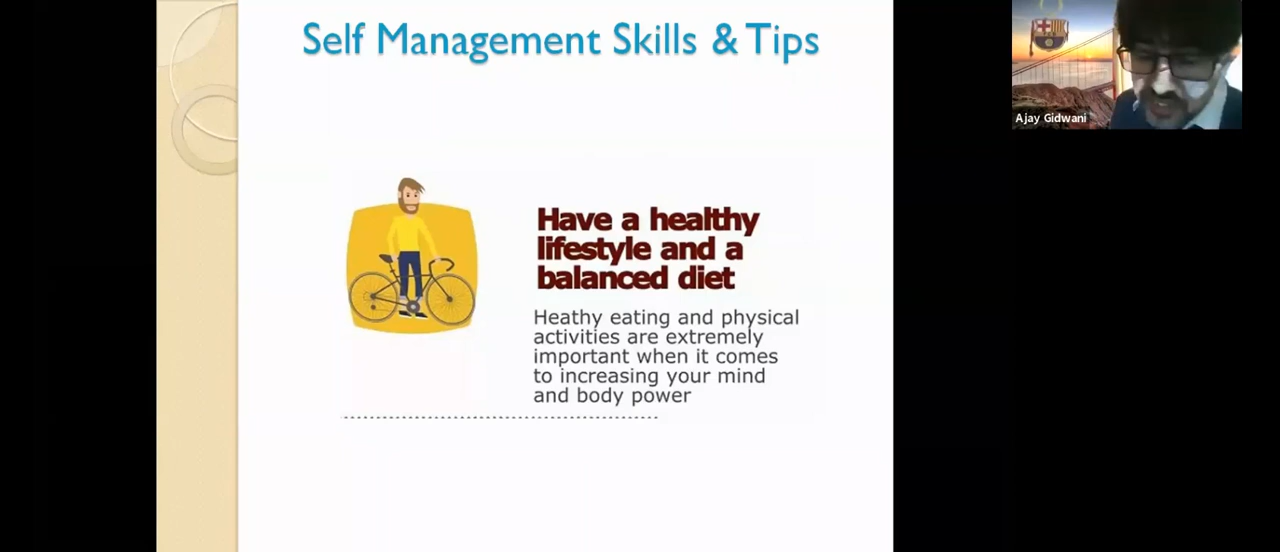 Self Management Skills & Tips
Ajay Gidwani
Have a healthy
lifestyle and a
balanced diet
Heathy eating and physical
activities are extremely
important when it comes
to increasing your mind
and body power